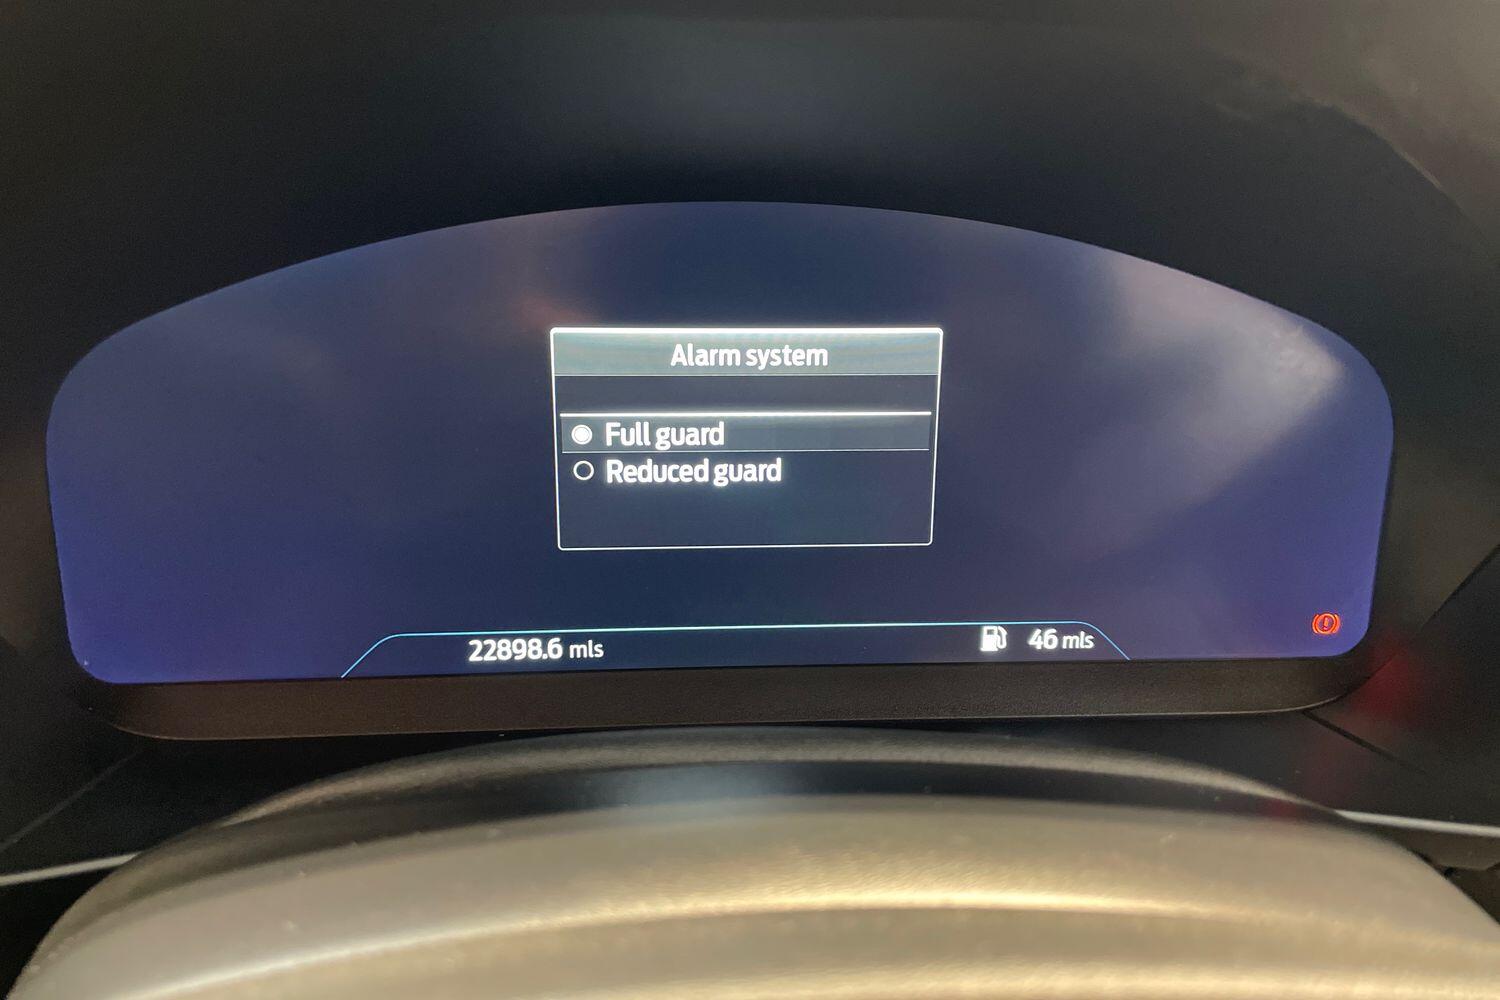 Alarm system
Full guard
Reduced guard
22898.6 mls
46 mls